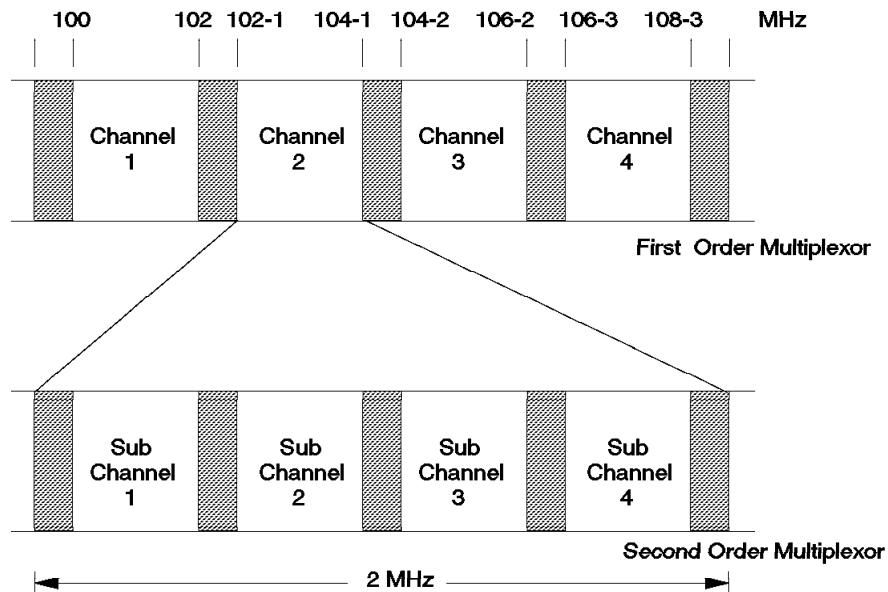 100 102 102-1 104-1 104-2 106-2 106-3 108-3 MHz
Channel
1
Channel
2
Channel
3
Channel
4
First Order Multiplexor
Sub
Channel
1
Sub
Channel
2
Sub
Channel
3
Sub
Channel
4
Second Order Multiplexor
2 MHz